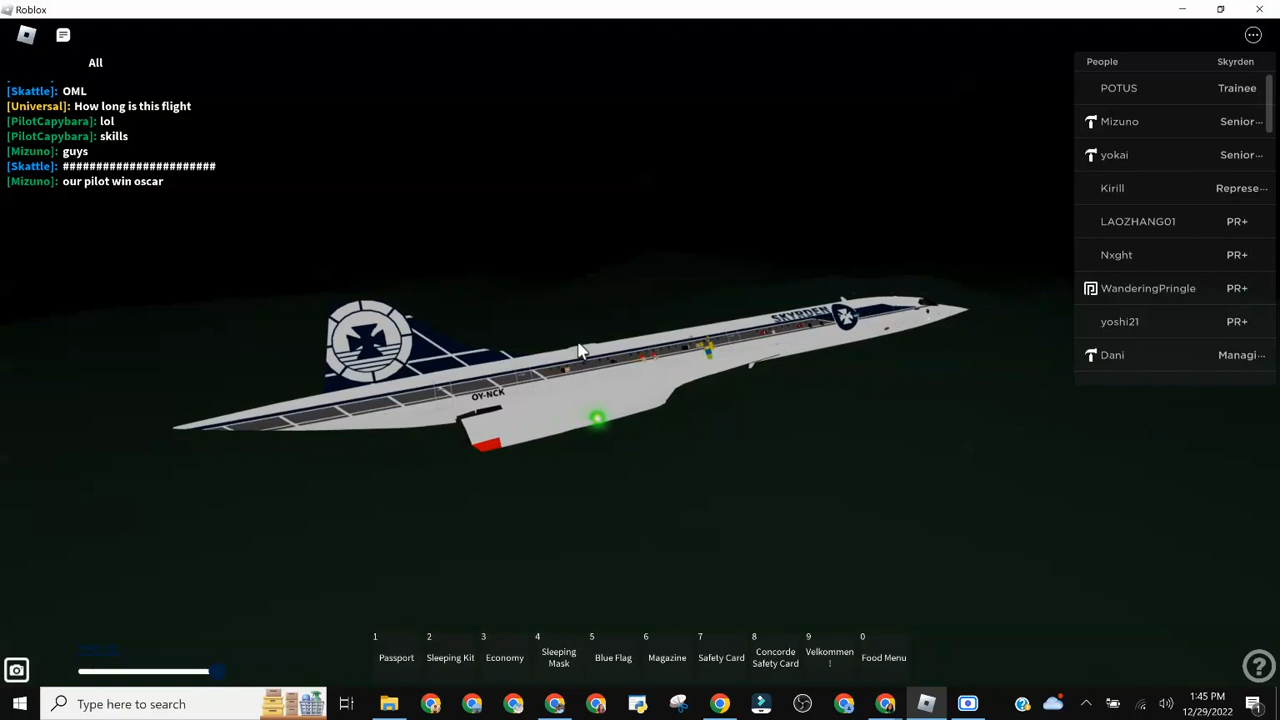 Roblox
All
[Skattle]: OML
[Universal]: How long is this flight
[PilotCapybara]: lol
[PilotCapybara]: skills
[Mizuno]: guys
[Skattle]: #######################
[Mizuno]: our pilot win oscar
People Skyrden
POTUS Trainee
Mizuno Senior...
yokai Senior...
Kirill Represe...
LAOZHANG01 PR+
Nxght PR+
WanderingPringle PR+
yoshi21 PR+
Dani Managi...
SKYRDEN
OY-NCK
1 2 3 4 5 6 7 8 9 0
Passport Sleeping Kit Economy Sleeping Mask Blue Flag Magazine Safety Card Concorde Safety Card Velkommen! Food Menu
Type here to search
1:45 PM
12/29/2022